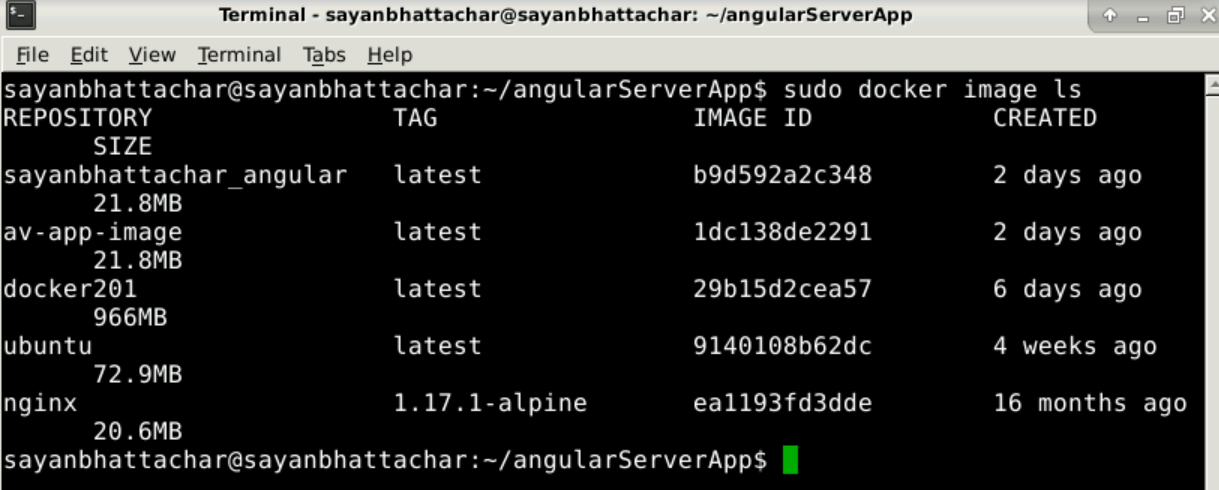 Terminal - sayanbhattachar@sayanbhattachar: ~/angularServerApp
File Edit View Terminal Tabs Help
sayanbhattachar@sayanbhattachar:~/angularServerApp$ sudo docker image ls
REPOSITORY TAG IMAGE ID CREATED
SIZE
sayanbhattachar_angular latest b9d592a2c348 2 days ago
21.8MB
av-app-image latest 1dc138de2291 2 days ago
21.8MB
docker201 latest 29b15d2cea57 6 days ago
966MB
ubuntu latest 9140108b62dc 4 weeks ago
72.9MB
nginx 1.17.1-alpine ea1193fd3dde 16 months ago
20.6MB
sayanbhattachar@sayanbhattachar:~/angularServerApp$